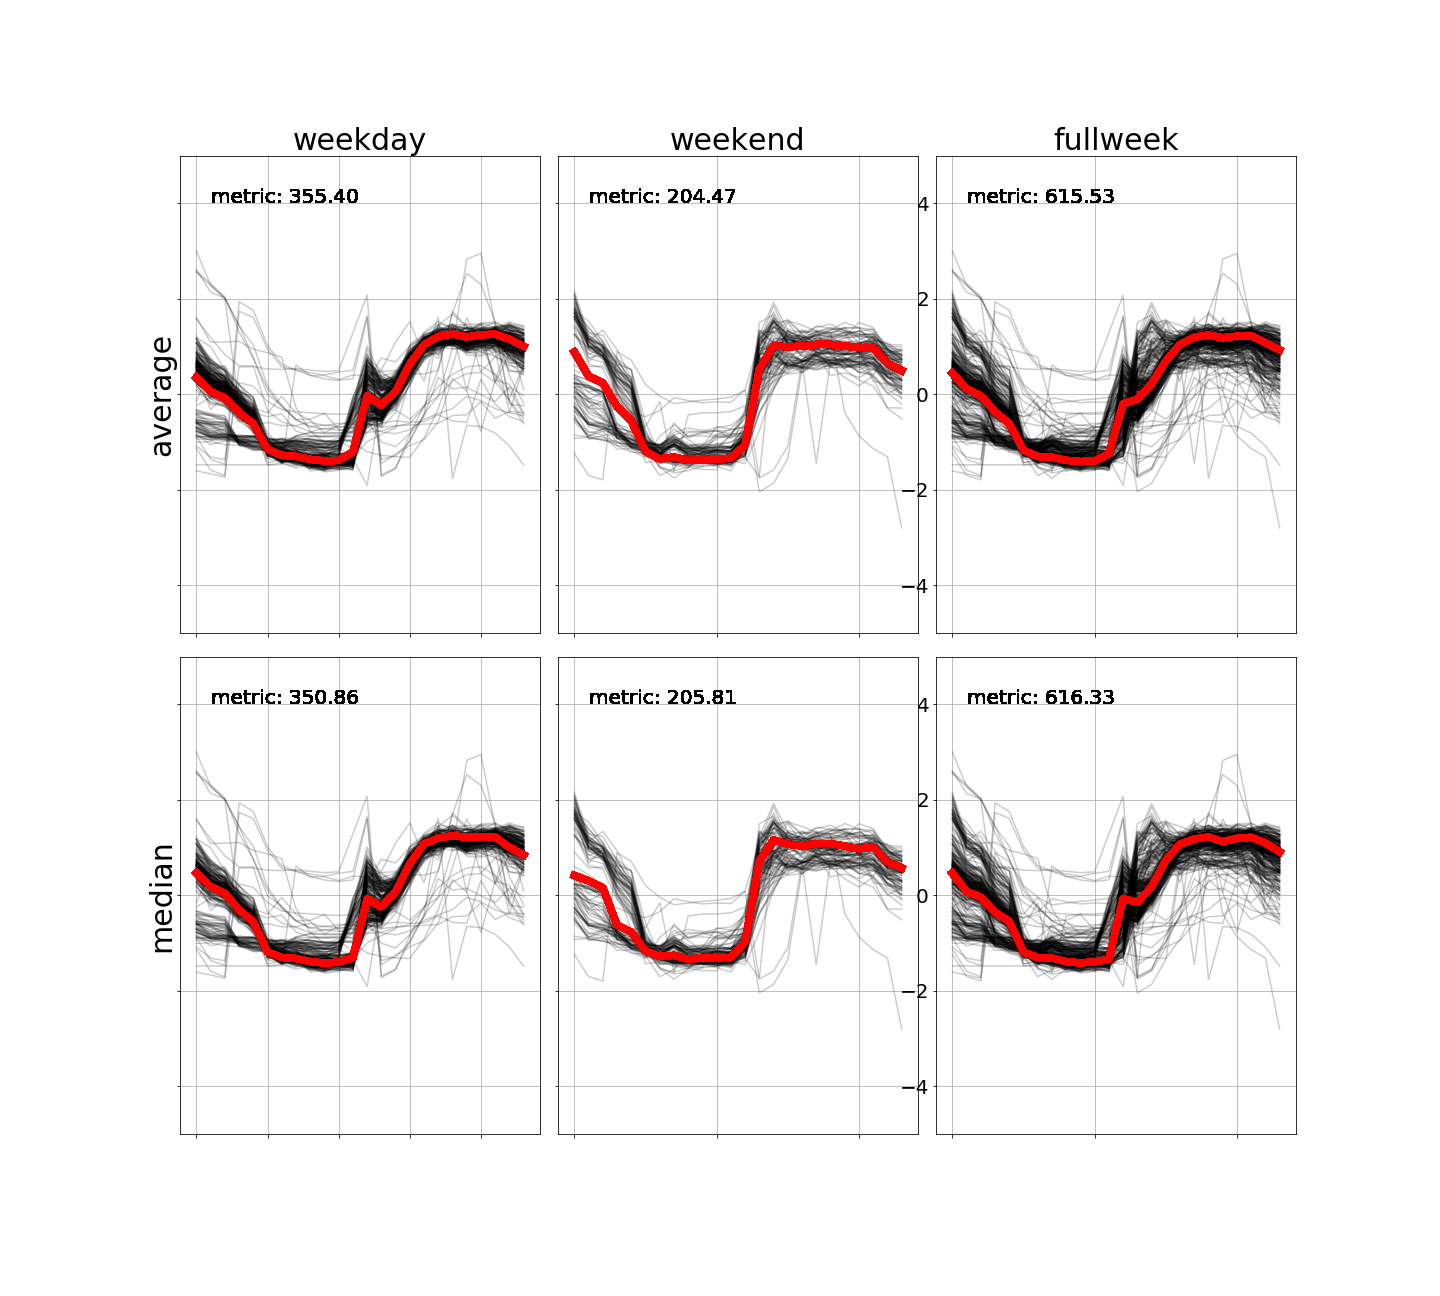 weekday
weekend
fullweek
average
metric: 355.40
metric: 204.47
metric: 615.53
4
2
0
−2
−4
median
metric: 350.86
metric: 205.81
metric: 616.33
4
2
0
−2
−4